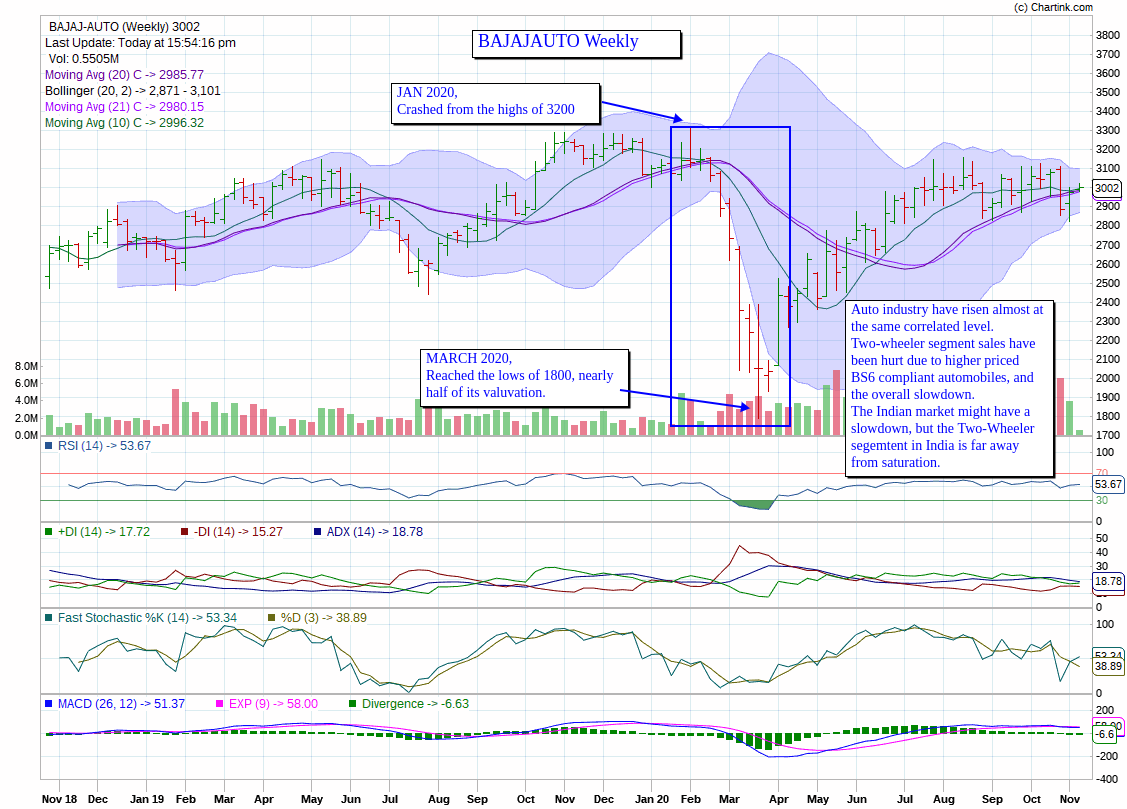 (c) Chartink.com
BAJAJ-AUTO (Weekly) 3002
Last Update: Today at 15:54:16 pm
Vol: 0.5505M
Moving Avg (20) C -> 2985.77
Bollinger (20, 2) -> 2,871 - 3,101
Moving Avg (21) C -> 2980.15
Moving Avg (10) C -> 2996.32
BAJAJAUTO Weekly
JAN 2020,
Crashed from the highs of 3200
MARCH 2020,
Reached the lows of 1800, nearly
half of its valuvation.
Auto industry have risen almost at
the same correlated level.
Two-wheeler segment sales have
been hurt due to higher priced
BS6 compliant automobiles, and
the overall slowdown.
The Indian market might have a
slowdown, but the Two-Wheeler
segemtent in India is far away
from saturation.
3800
3700
3600
3500
3400
3300
3200
3100
3002
2900
2800
2700
2600
2500
2400
2300
2200
2100
2000
1900
1800
1700
8.0M
6.0M
4.0M
2.0M
0.0M
RSI (14) -> 53.67
100
70
53.67
30
0
+DI (14) -> 17.72 -DI (14) -> 15.27 ADX (14) -> 18.78
50
40
30
18.78
0
Fast Stochastic %K (14) -> 53.34 %D (3) -> 38.89
100
38.89
0
MACD (26, 12) -> 51.37 EXP (9) -> 58.00 Divergence -> -6.63
200
-6.6
-200
-400
Nov 18 Dec Jan 19 Feb Mar Apr May Jun Jul Aug Sep Oct Nov Dec Jan 20 Feb Mar Apr May Jun Jul Aug Sep Oct Nov